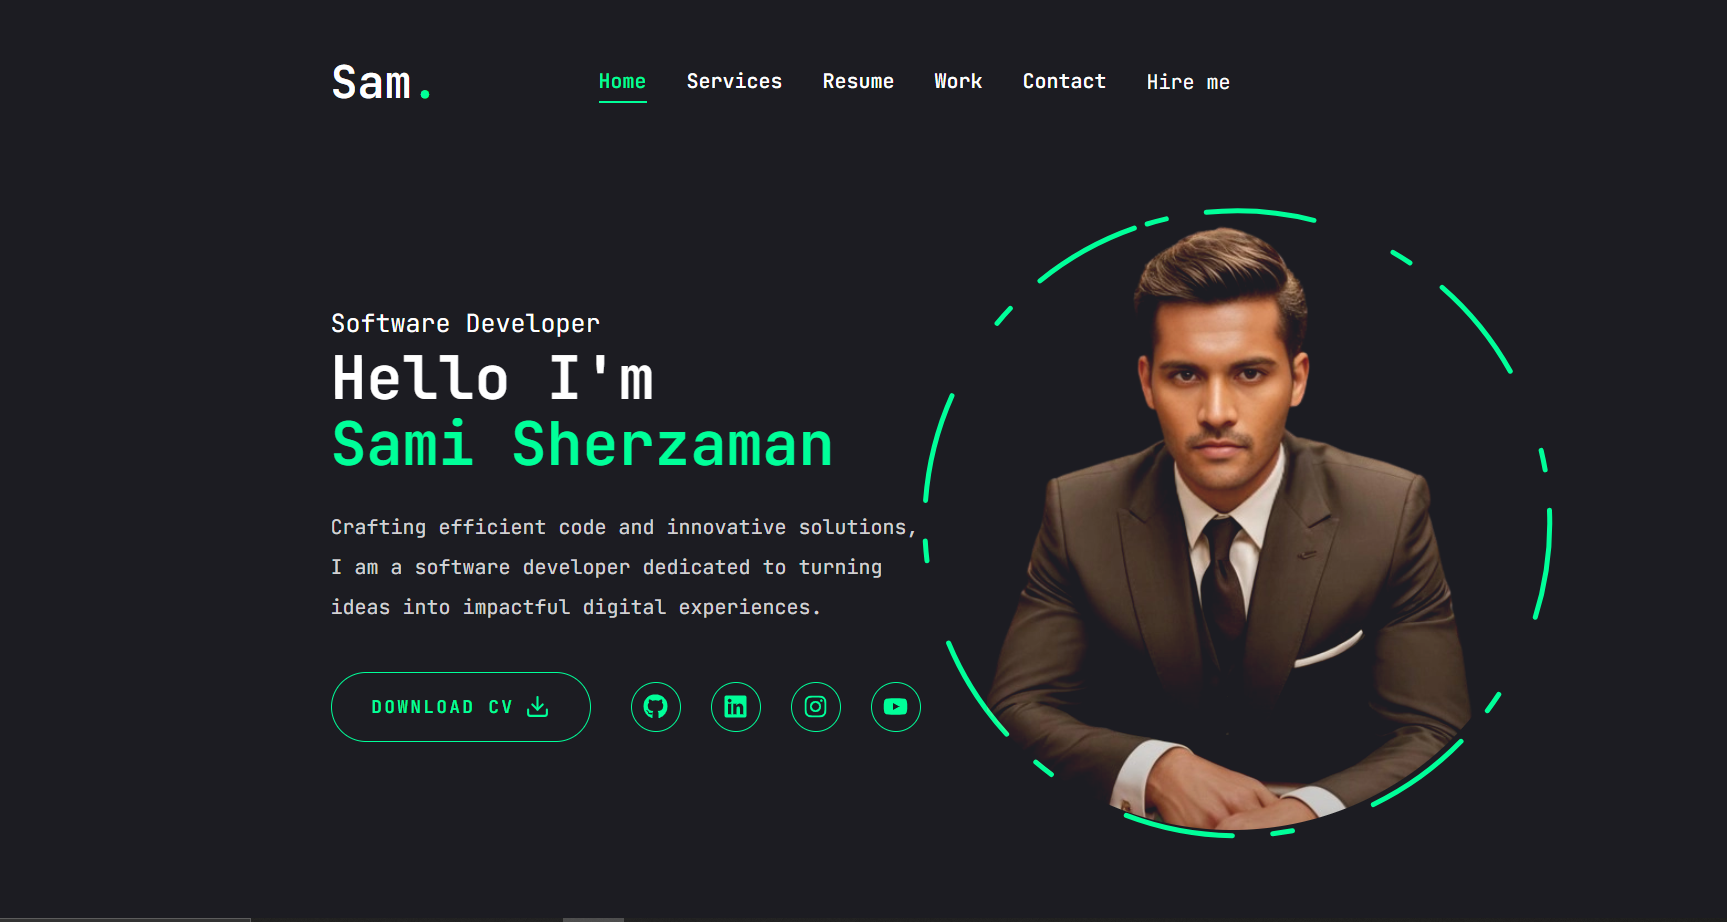 Sam.
Home Services Resume Work Contact Hire me
Software Developer
Hello I'm
Sami Sherzaman
Crafting efficient code and innovative solutions,
I am a software developer dedicated to turning
ideas into impactful digital experiences.
DOWNLOAD CV
in